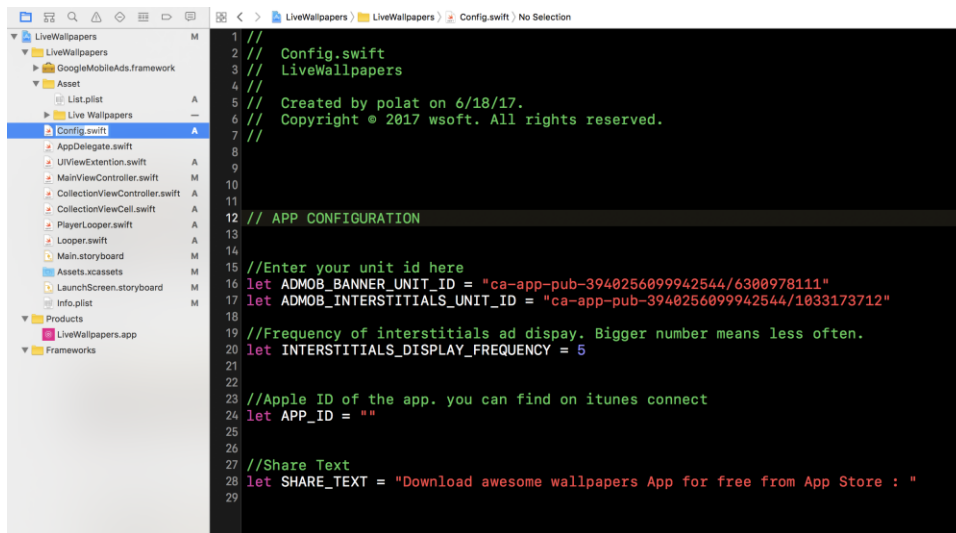 LiveWallpapers 〉 LiveWallpapers 〉 Config.swift 〉 No Selection
LiveWallpapers M
LiveWallpapers
GoogleMobileAds.framework
Asset
List.plist A
Live Wallpapers —
Config.swift A
AppDelegate.swift
UIViewExtention.swift A
MainViewController.swift M
CollectionViewController.swift A
CollectionViewCell.swift A
PlayerLooper.swift A
Looper.swift A
Main.storyboard M
Assets.xcassets M
LaunchScreen.storyboard M
Info.plist M
Products
LiveWallpapers.app
Frameworks
1 //
2 // Config.swift
3 // LiveWallpapers
4 //
5 // Created by polat on 6/18/17.
6 // Copyright © 2017 wsoft. All rights reserved.
7 //
8
9
10
11
12 // APP CONFIGURATION
13
14
15 //Enter your unit id here
16 let ADMOB_BANNER_UNIT_ID = "ca-app-pub-3940256099942544/6300978111"
17 let ADMOB_INTERSTITIALS_UNIT_ID = "ca-app-pub-3940256099942544/1033173712"
18
19 //Frequency of interstitials ad dispay. Bigger number means less often.
20 let INTERSTITIALS_DISPLAY_FREQUENCY = 5
21
22
23 //Apple ID of the app. you can find on itunes connect
24 let APP_ID = ""
25
26
27 //Share Text
28 let SHARE_TEXT = "Download awesome wallpapers App for free from App Store : "
29